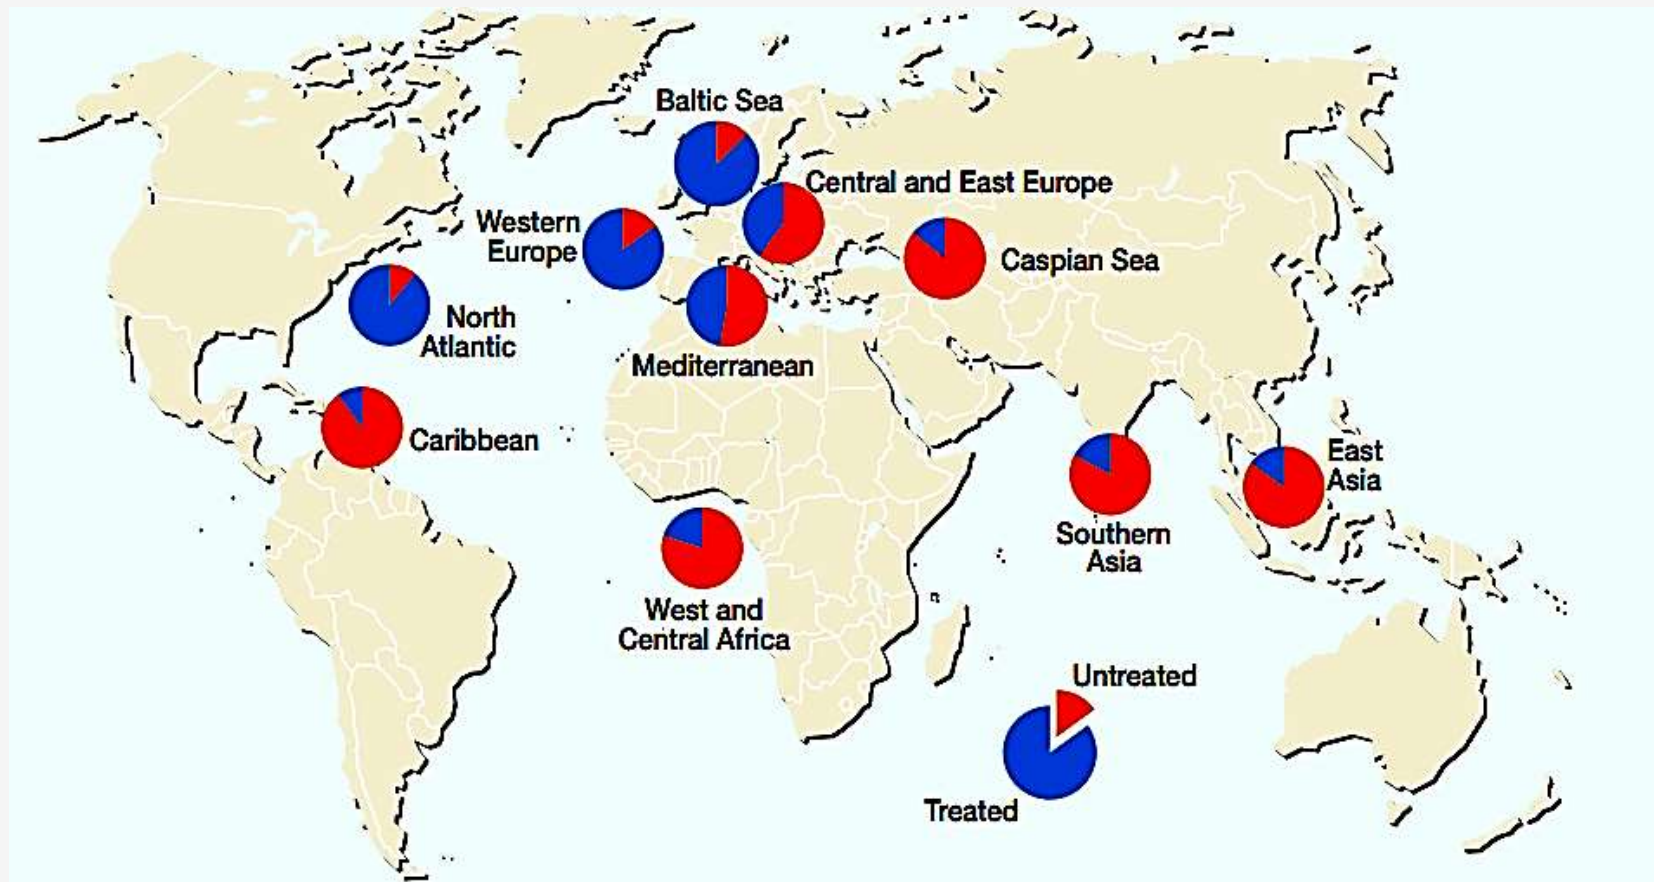 Baltic Sea
Central and East Europe
Western
Europe
Caspian Sea
North
Atlantic
Mediterranean
Caribbean
East
Asia
Southern
Asia
West and
Central Africa
Untreated
Treated